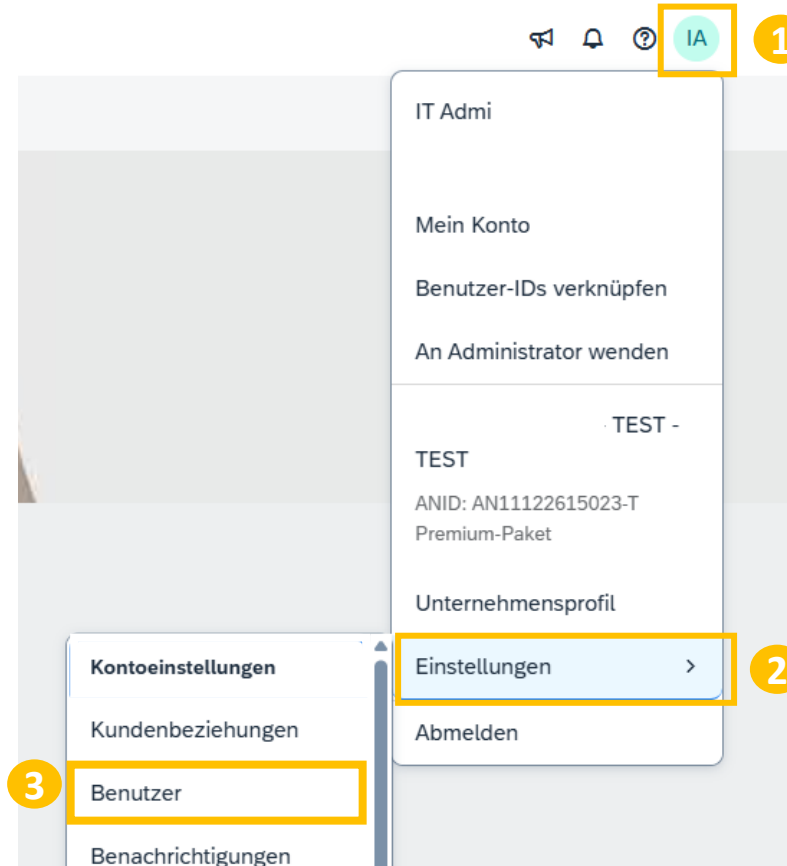 IA
1
IT Admi
Mein Konto
Benutzer-IDs verknüpfen
An Administrator wenden
TEST -
TEST
ANID: AN11122615023-T
Premium-Paket
Unternehmensprofil
Einstellungen
2
Abmelden
Kontoeinstellungen
Kundenbeziehungen
3
Benutzer
Benachrichtigungen